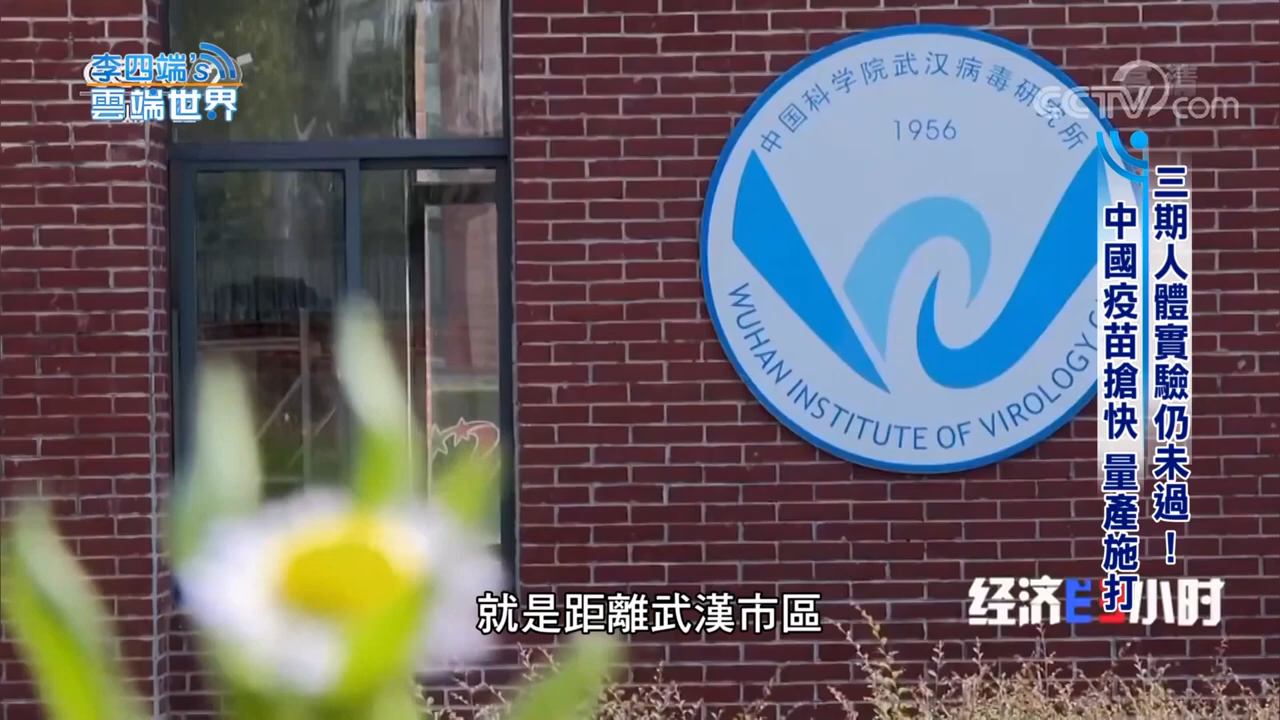 李四端's
雲端世界
中国科学院武汉病毒研究所
1956
WUHAN INSTITUTE OF VIROLOGY
高清
CCTV.com
三期人體實驗仍未過！
中國疫苗搶快 量產施打
就是距離武漢市區
经济 小时